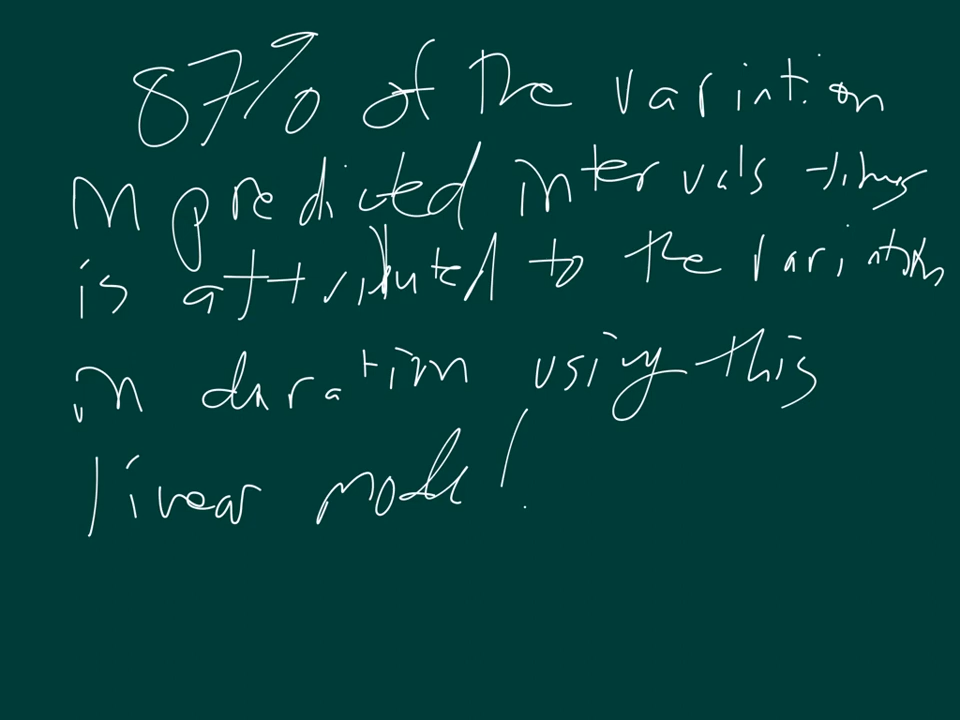 87% of the variation
in predicted intervals times
is attributed to the variation
in duration using this
linear model.